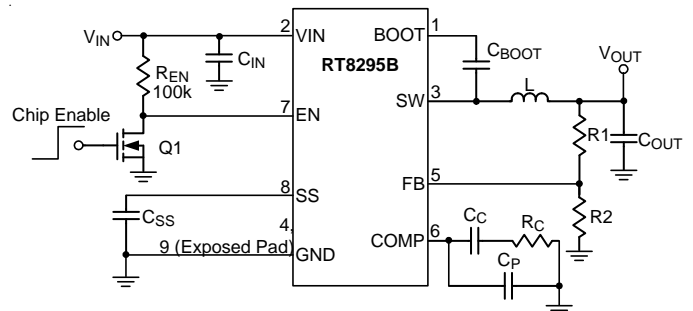 VIN
2
VIN
BOOT
1
CBOOT
VOUT
REN
100k
CIN
RT8295B
SW
3
L
Chip Enable
7
EN
R1
COUT
Q1
FB
5
8
SS
R2
CSS
4,
9 (Exposed Pad)
GND
COMP
6
CC
RC
CP